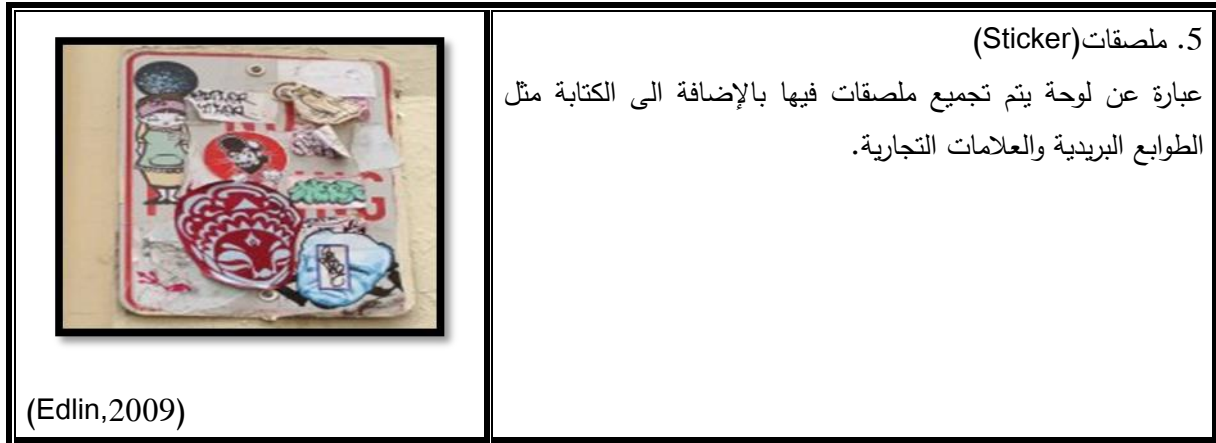 5. ملصقات(Sticker)
عبارة عن لوحة يتم تجميع ملصقات فيها بالإضافة الى الكتابة مثل
الطوابع البريدية والعلامات التجارية.
(Edlin,2009)